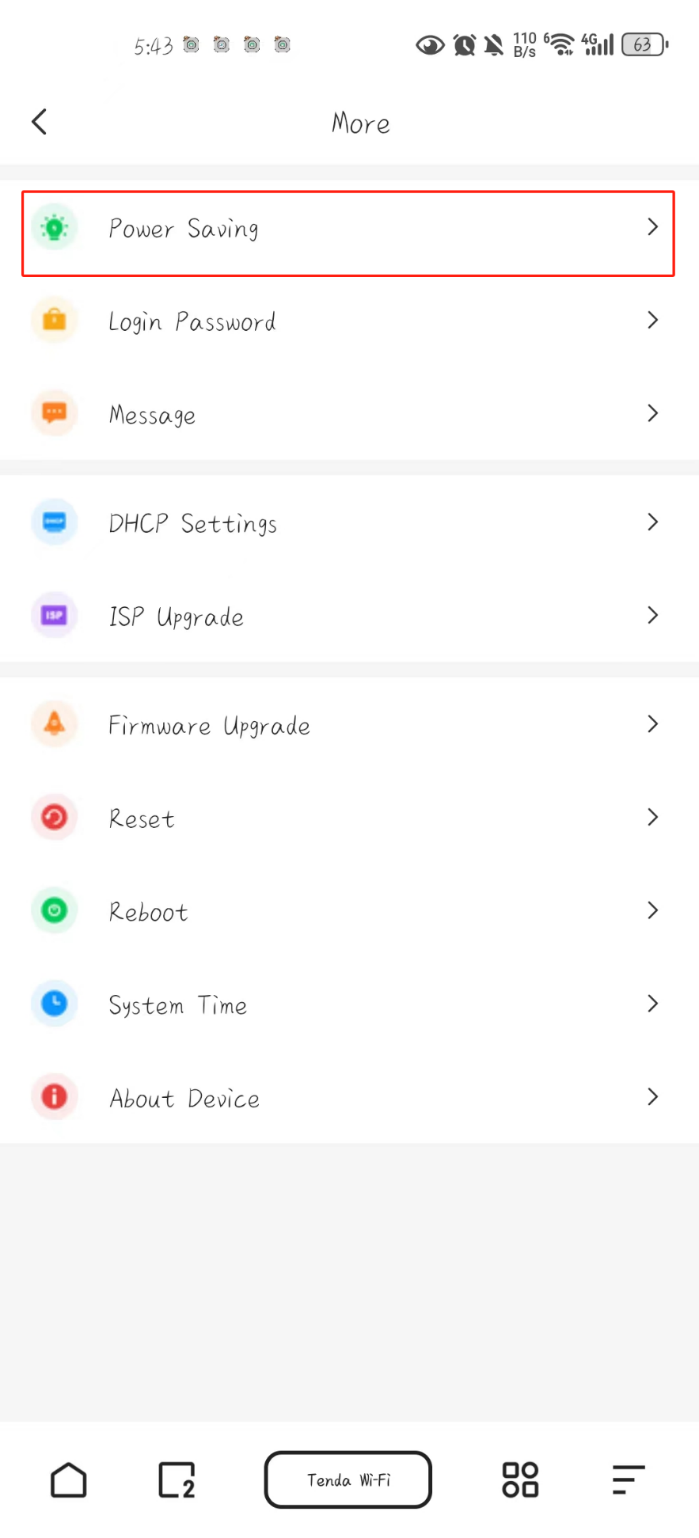 5:43 110 B/s 6 4G 63
More
Power Saving
Login Password
Message
DHCP DHCP Settings
ISP ISP Upgrade
Firmware Upgrade
Reset
Reboot
System Time
About Device
2 Tenda Wi-Fi